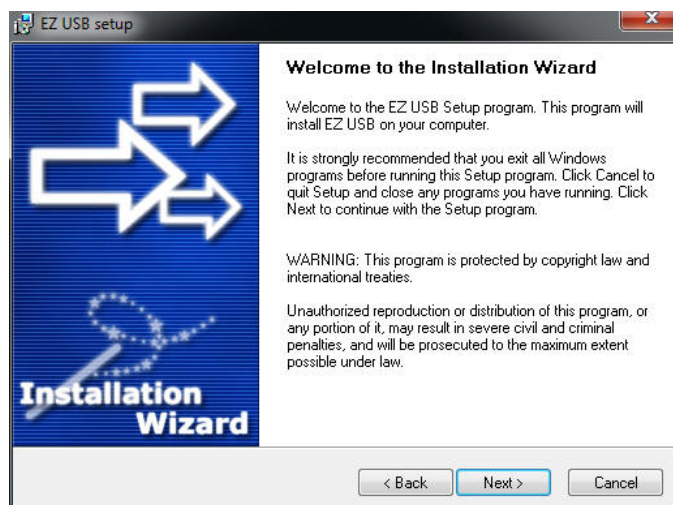 EZ USB setup
Welcome to the Installation Wizard
Welcome to the EZ USB Setup program. This program will
install EZ USB on your computer.
It is strongly recommended that you exit all Windows
programs before running this Setup program. Click Cancel to
quit Setup and close any programs you have running. Click
Next to continue with the Setup program.
WARNING: This program is protected by copyright law and
international treaties.
Unauthorized reproduction or distribution of this program, or
any portion of it, may result in severe civil and criminal
penalties, and will be prosecuted to the maximum extent
possible under law.
Installation
Wizard
< Back
Next >
Cancel